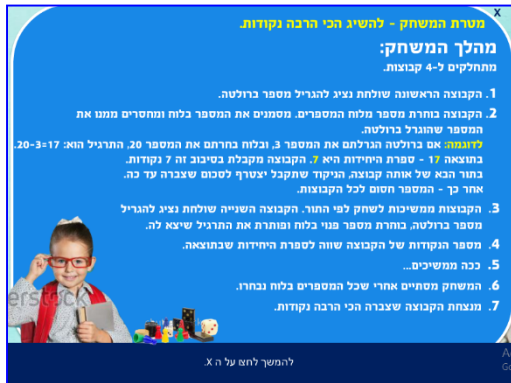 X
מטרת המשחק - להשיג הכי הרבה נקודות.
מהלך המשחק:
מתחלקים ל-4 קבוצות.
1. הקבוצה הראשונה שולחת נציג להגריל מספר ברולטה.
2. הקבוצה בוחרת מספר מלוח המספרים. מסמנים את המספר בלוח ומחסרים ממנו את
המספר שהוגרל ברולטה.
לדוגמה: אם ברולטה הגרלתם את המספר 3, ובלוח בחרתם את המספר 20, התרגיל הוא: 20-3=17.
בתוצאה 17 - ספרת היחידות היא 7. הקבוצה מקבלת בסיבוב זה 7 נקודות.
בתור הבא של אותה קבוצה, הניקוד שתקבל יצטרף לסכום שצברה עד כה.
אחר כך - המספר חסום לכל הקבוצות.
3. הקבוצות ממשיכות לשחק לפי התור. הקבוצה השנייה שולחת נציג להגריל
מספר ברולטה, בוחרת מספר פנוי בלוח ופותרת את התרגיל שיצא לה.
4. מספר הנקודות של הקבוצה שווה לספרת היחידות שבתוצאה.
5. ככה ממשיכים...
6. המשחק מסתיים אחרי שכל המספרים בלוח נבחרו.
7. מנצחת הקבוצה שצברה הכי הרבה נקודות.
להמשך לחצו על ה X.